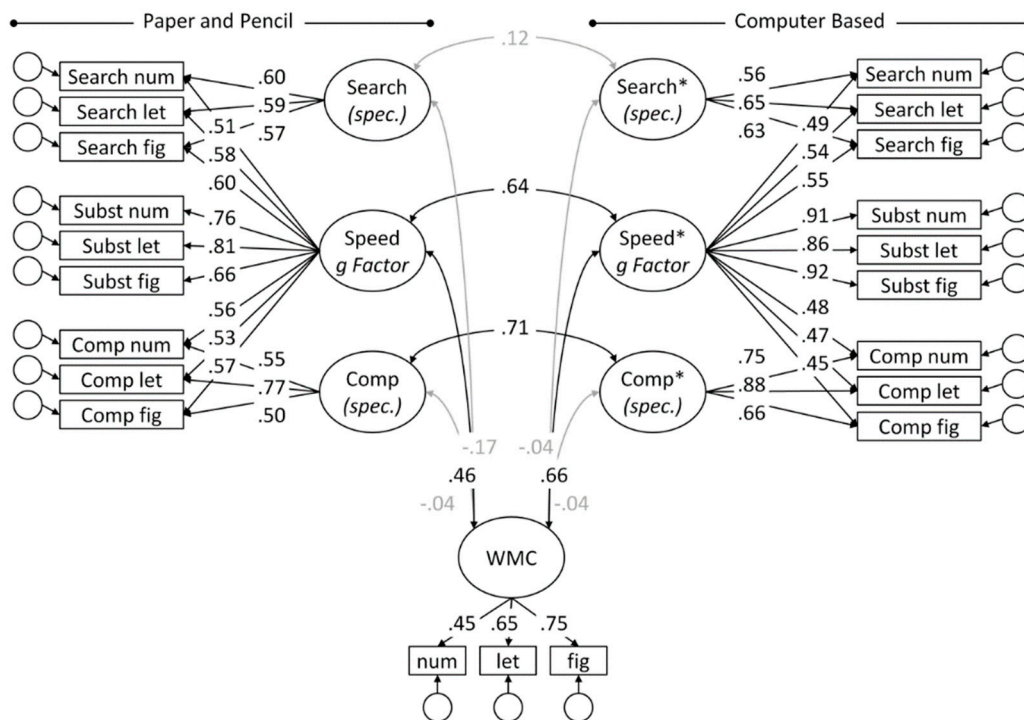 Paper and Pencil
Computer Based
.12
Search num
Search let
Search fig
.60
.59
.57
.51
.58
.60
Search
(spec.)
Search*
(spec.)
.56
.65
.63
.49
.54
.55
Search num
Search let
Search fig
Subst num
Subst let
Subst fig
.76
.81
.66
Speed
g Factor
.64
Speed*
g Factor
.91
.86
.92
Subst num
Subst let
Subst fig
.56
.53
.57
.48
.47
.45
.71
Comp num
Comp let
Comp fig
.55
.77
.50
Comp
(spec.)
Comp*
(spec.)
.75
.88
.66
Comp num
Comp let
Comp fig
-.17
-.04
.46
.66
-.04
-.04
WMC
.45
.65
.75
num
let
fig